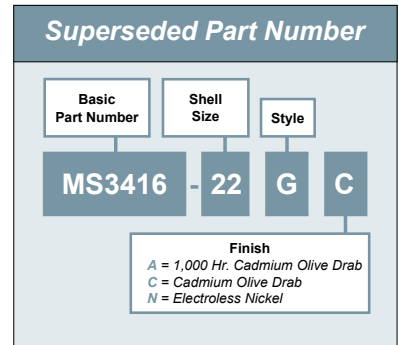 Superseded Part Number
Basic
Part Number
Shell
Size
Style
MS3416 - 22 G C
Finish
A = 1,000 Hr. Cadmium Olive Drab
C = Cadmium Olive Drab
N = Electroless Nickel